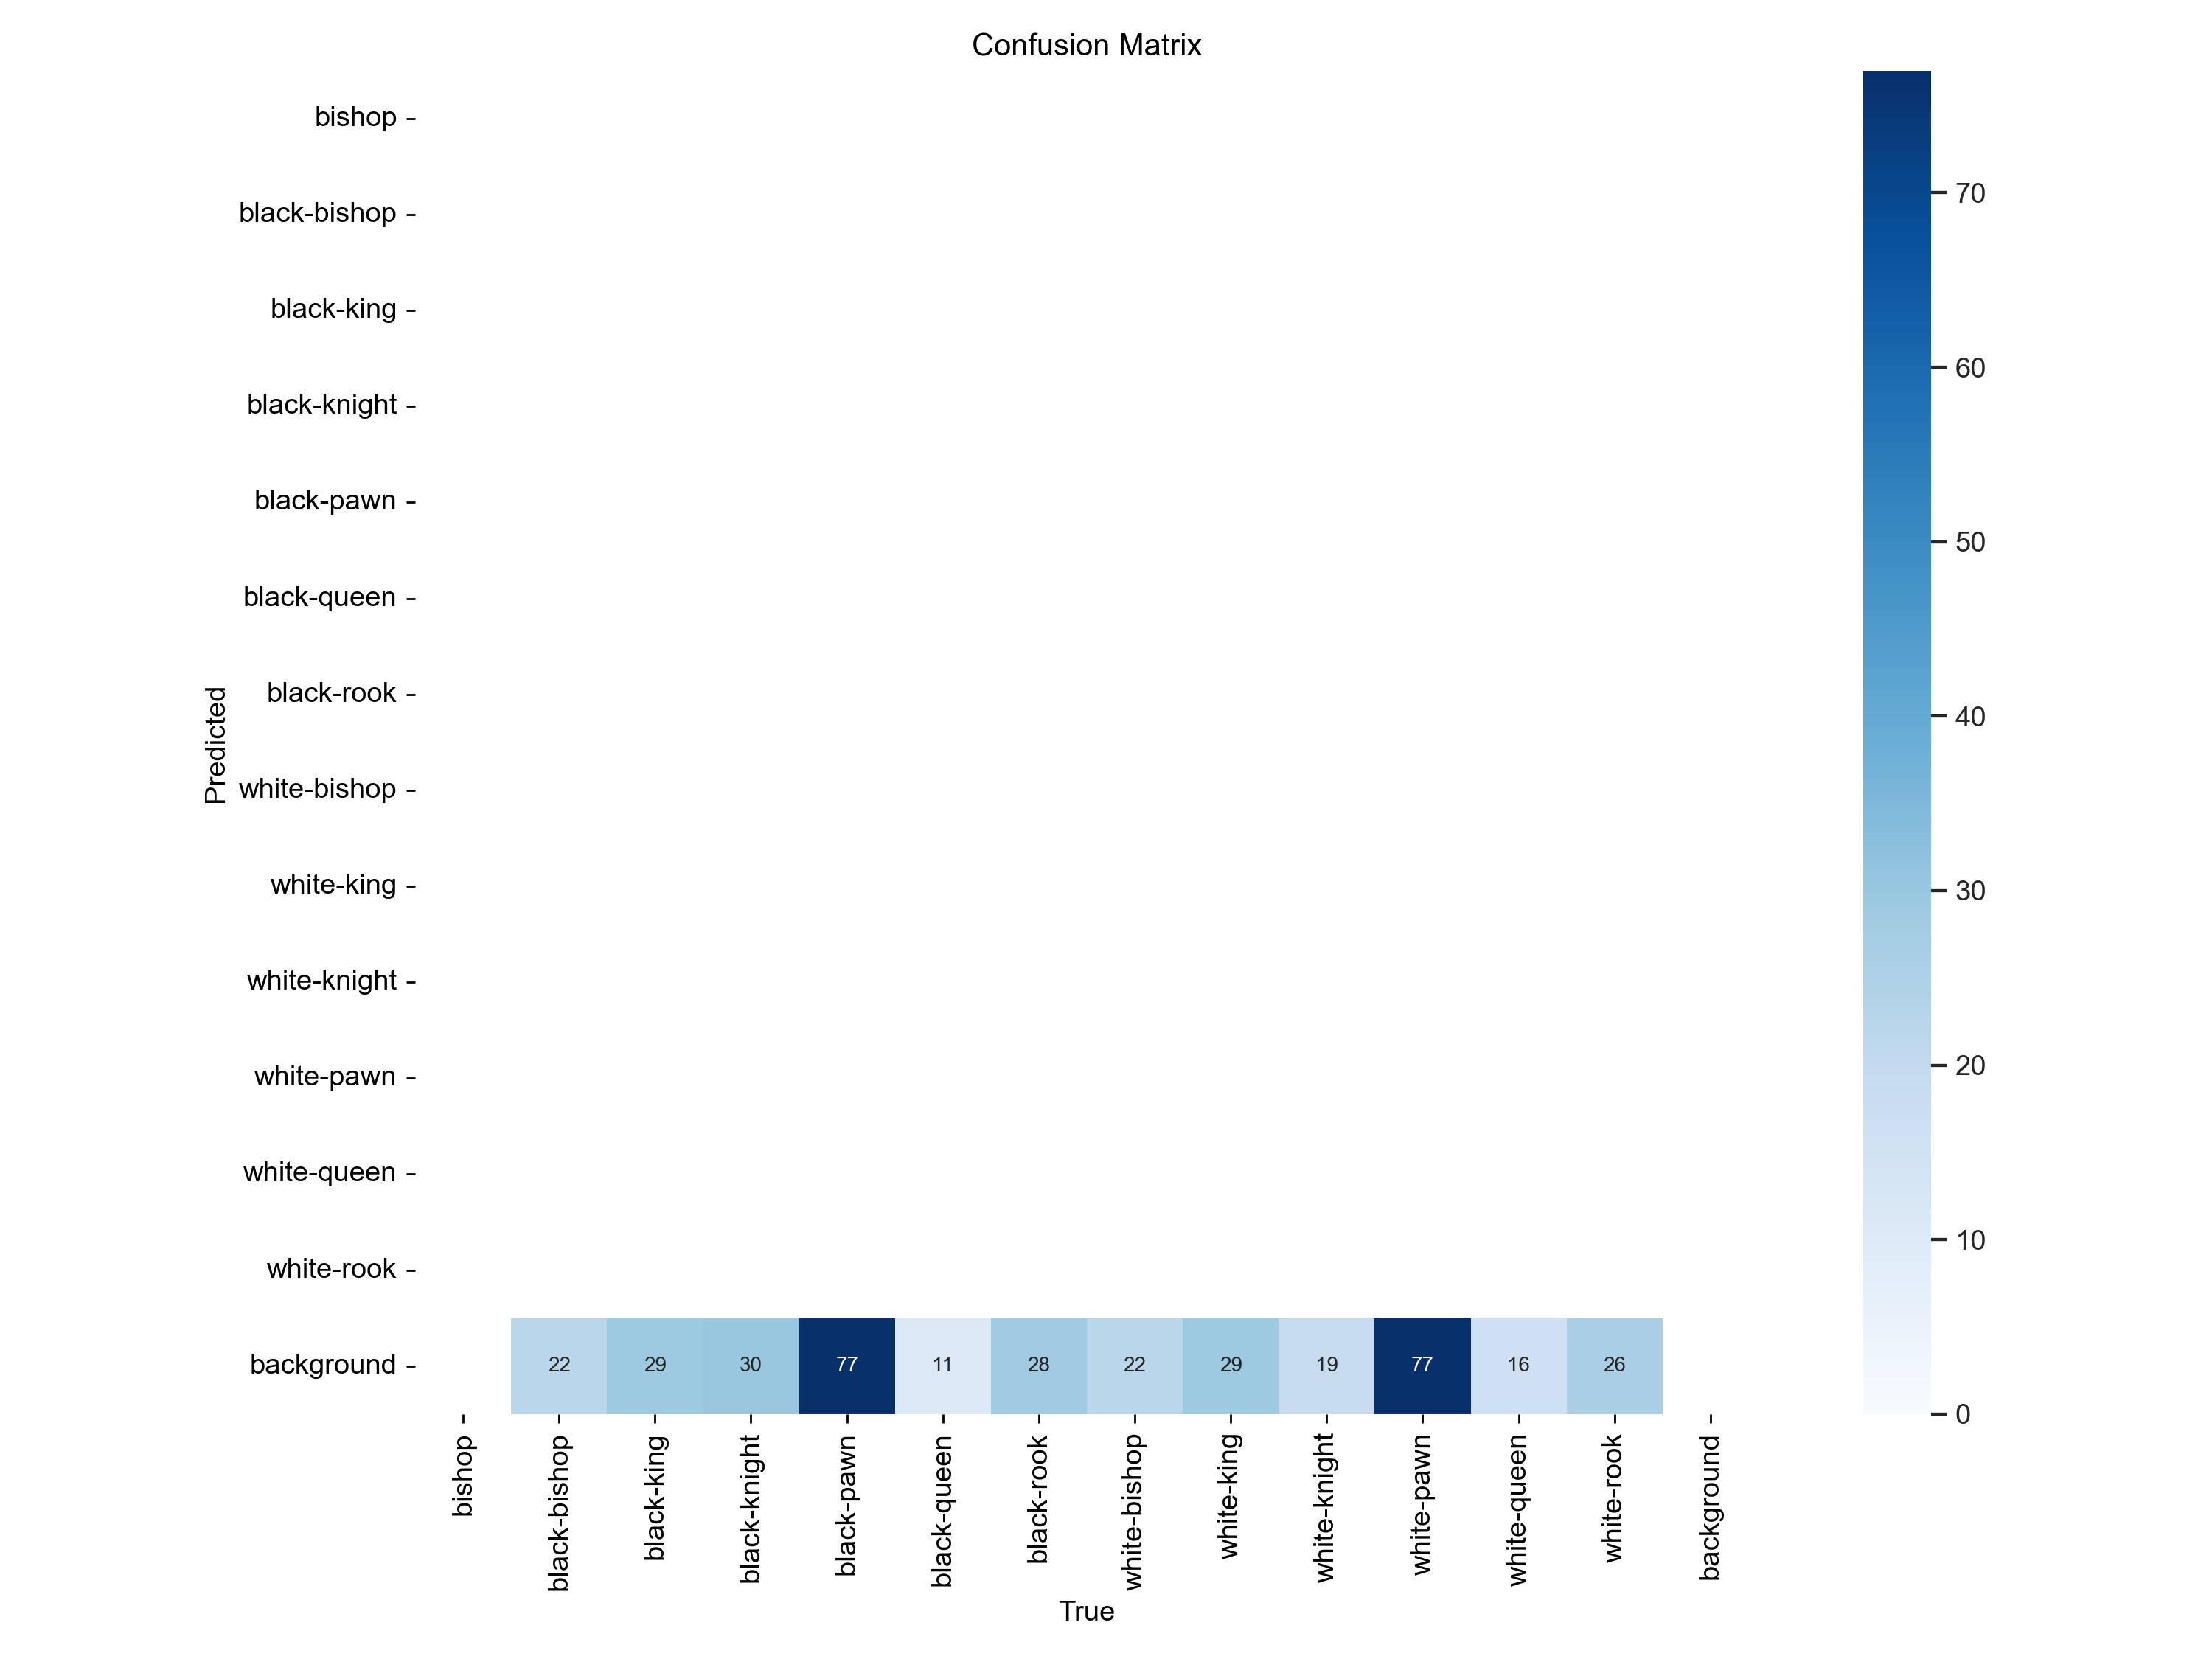 Confusion Matrix
bishop
black-bishop
black-king
black-knight
black-pawn
black-queen
black-rook
white-bishop
white-king
white-knight
white-pawn
white-queen
white-rook
background
Predicted
22 29 30 77 11 28 22 29 19 77 16 26
bishop
black-bishop
black-king
black-knight
black-pawn
black-queen
black-rook
white-bishop
white-king
white-knight
white-pawn
white-queen
white-rook
background
True
70
60
50
40
30
20
10
0